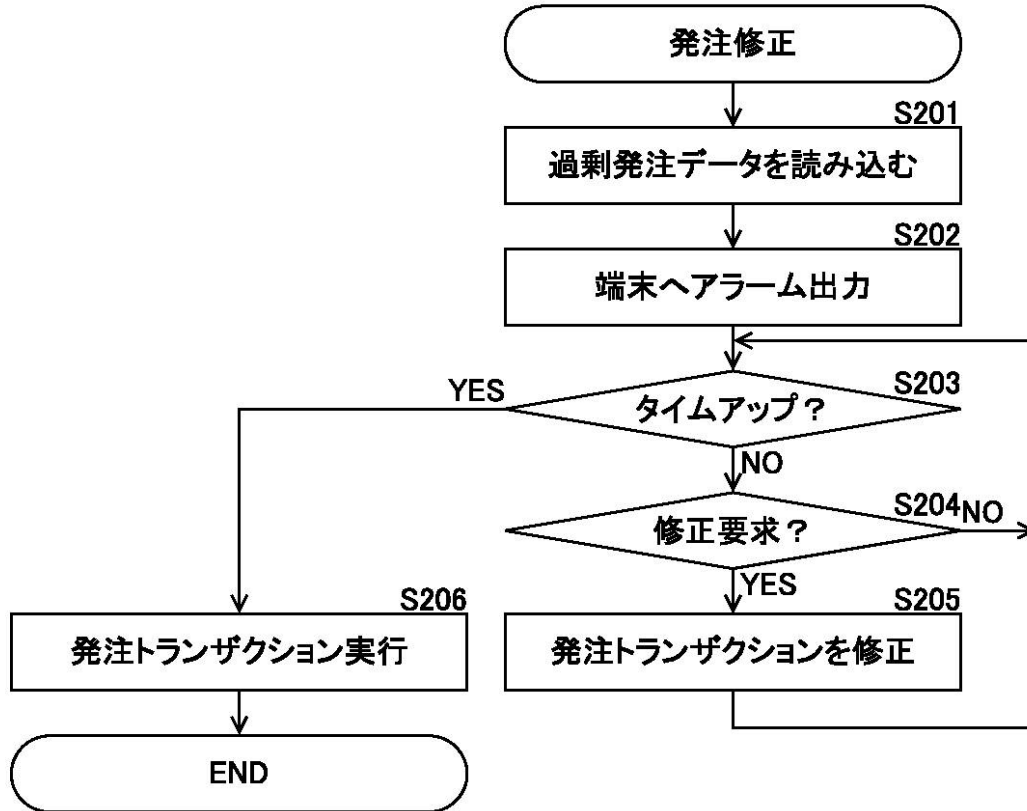 発注修正
S201
過剰発注データを読み込む
S202
端末へアラーム出力
S203
YES
タイムアップ？
NO
S204
NO
修正要求？
YES
S206
発注トランザクション実行
S205
発注トランザクションを修正
END